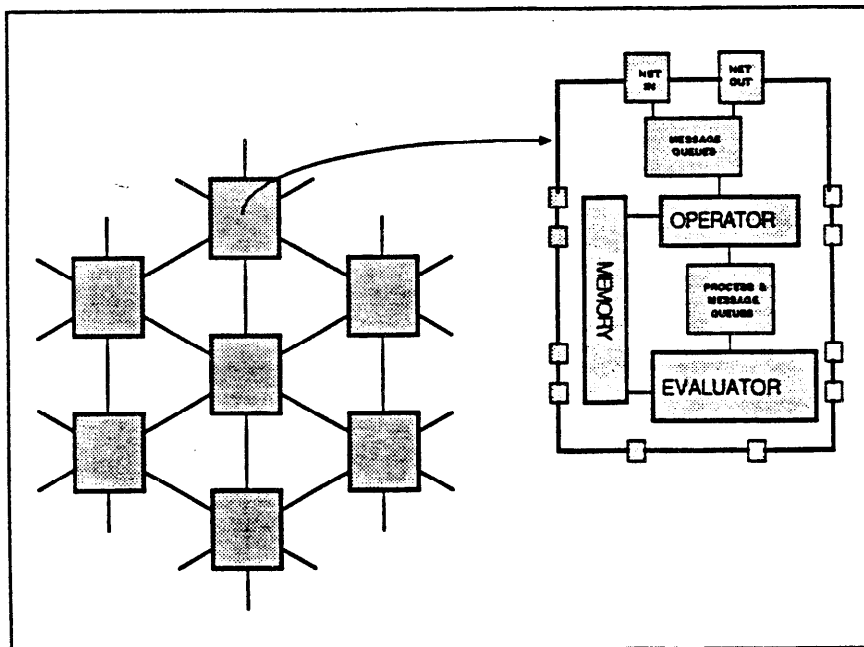 NET
IN
NET
OUT
MESSAGE
QUEUES
OPERATOR
MEMORY
PROCESS &
MESSAGE
QUEUES
EVALUATOR